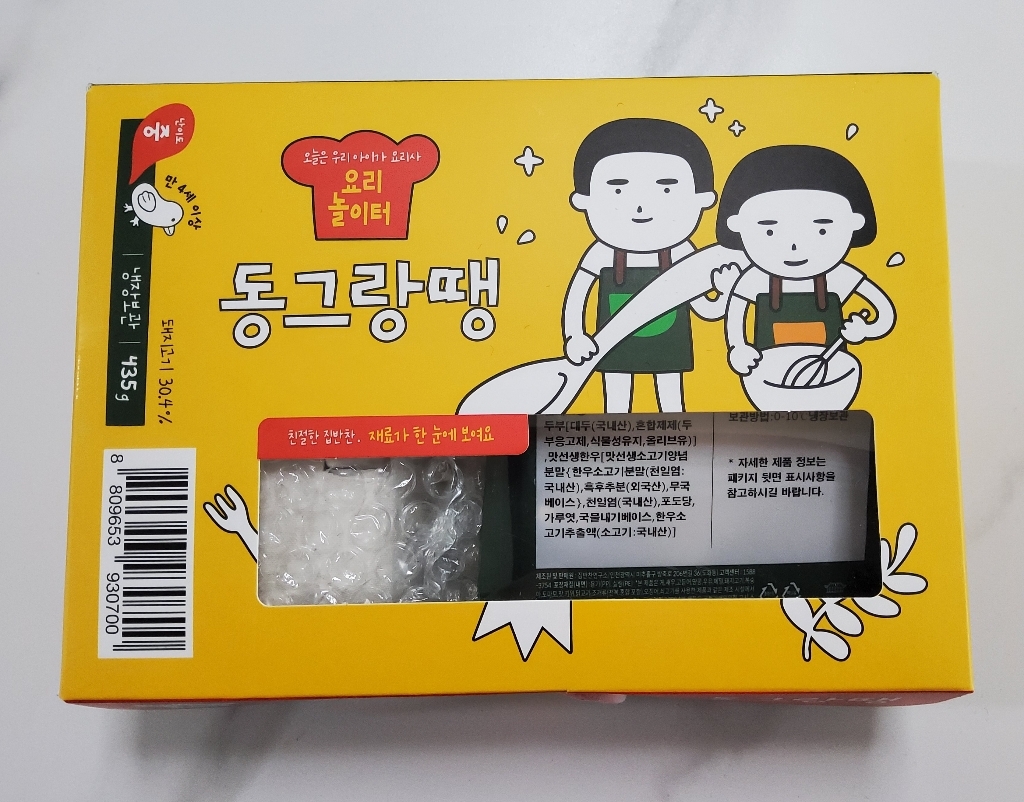 난이도
중
만 4세 이상
냉장보관
435g
돼지고기 30.4%
오늘은 우리 아이가 요리사
요리
놀이터
동그랑땡
친절한 집반찬. 재료가 한 눈에 보여요
두부[대두(국내산),혼합제제(두
부응고제,식물성유지,올리브유)]
,맛선생한우[맛선생소고기양념
분말{한우소고기분말(천일염:
국내산),흑후추분(외국산),무국
베이스},천일염(국내산),포도당,
가루엿,국물내기베이스,한우소
고기추출액(소고기:국내산)]
보관방법:0-10℃ 냉장보관
* 자세한 제품 정보는
패키지 뒷면 표시사항을
참고하시길 바랍니다.
8 809653 930700